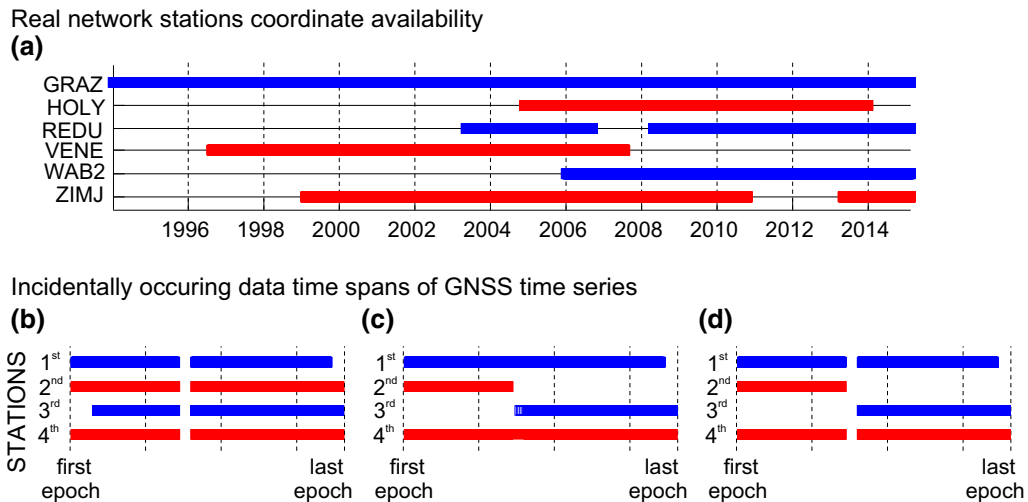 Real network stations coordinate availability
(a)
GRAZ
HOLY
REDU
VENE
WAB2
ZIMJ
1996 1998 2000 2002 2004 2006 2008 2010 2012 2014
Incidentally occuring data time spans of GNSS time series
(b) (c) (d)
STATIONS
1st 1st 1st
2nd 2nd 2nd
3rd 3rd 3rd
4th 4th 4th
first last first last first last
epoch epoch epoch epoch epoch epoch